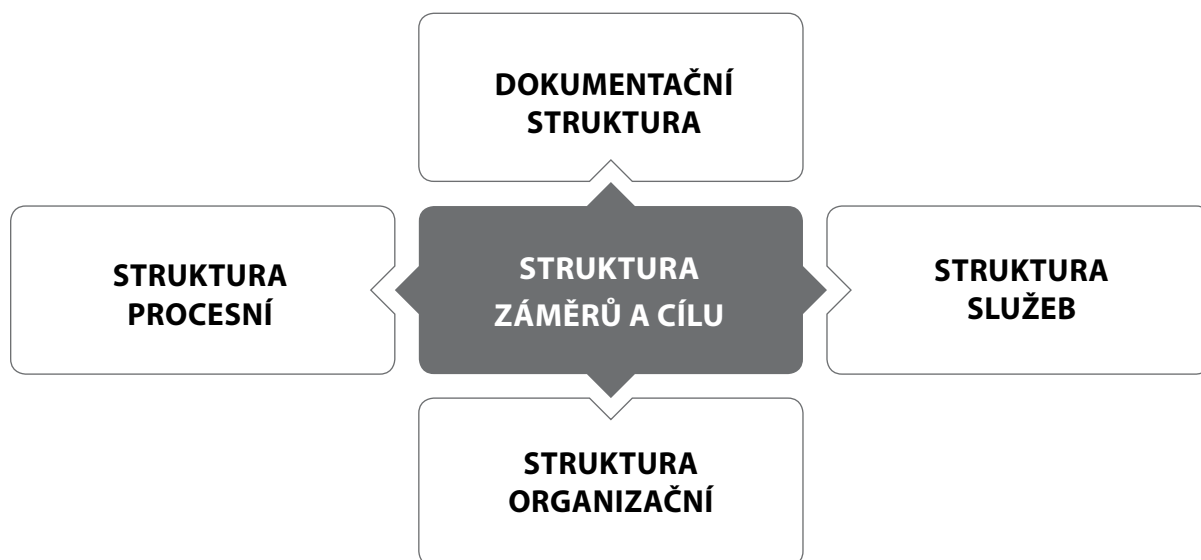 DOKUMENTAČNÍ
STRUKTURA
STRUKTURA
PROCESNÍ
STRUKTURA
ZÁMĚRŮ A CÍLU
STRUKTURA
SLUŽEB
STRUKTURA
ORGANIZAČNÍ